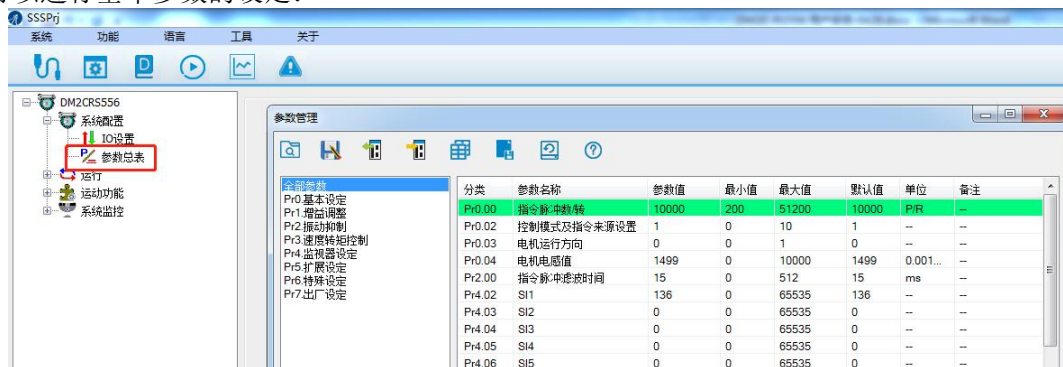 SSSPrj
系统 功能 语言 工具 关于
DM2CRS556
系统配置
IO设置
参数总表
运行
运动功能
系统监控
参数管理
全部参数
Pr0.基本设定
Pr1.增益调整
Pr2.振动抑制
Pr3.速度转矩控制
Pr4.监视器设定
Pr5.扩展设定
Pr6.特殊设定
Pr7.出厂设定
分类 参数名称 参数值 最小值 最大值 默认值 单位 备注
Pr0.00 指令脉冲数/转 10000 200 51200 10000 P/R --
Pr0.02 控制模式及指令来源设置 1 0 10 1 -- --
Pr0.03 电机运行方向 0 0 1 0 -- --
Pr0.04 电机电感值 1499 0 10000 1499 0.001... --
Pr2.00 指令脉冲滤波时间 15 0 512 15 ms --
Pr4.02 SI1 136 0 65535 136 -- --
Pr4.03 SI2 0 0 65535 0 -- --
Pr4.04 SI3 0 0 65535 0 -- --
Pr4.05 SI4 0 0 65535 0 -- --
Pr4.06 SI5 0 0 65535 0 -- --